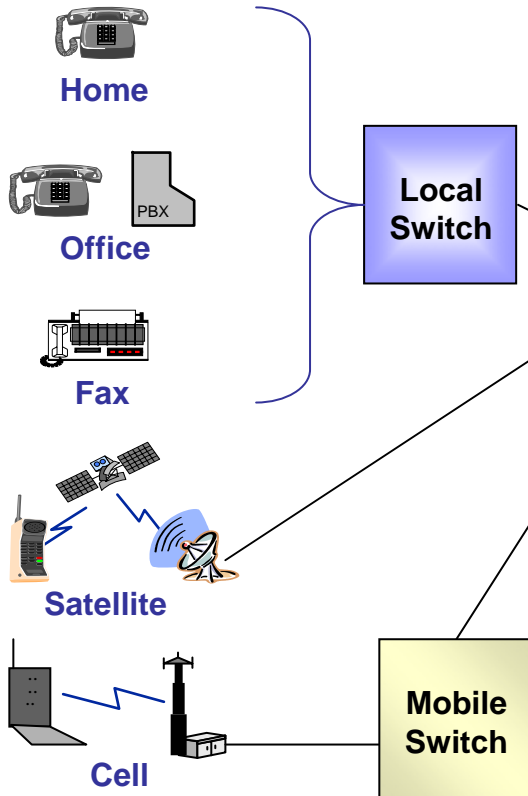 Home
PBX
Office
Fax
Local
Switch
Satellite
Cell
Mobile
Switch